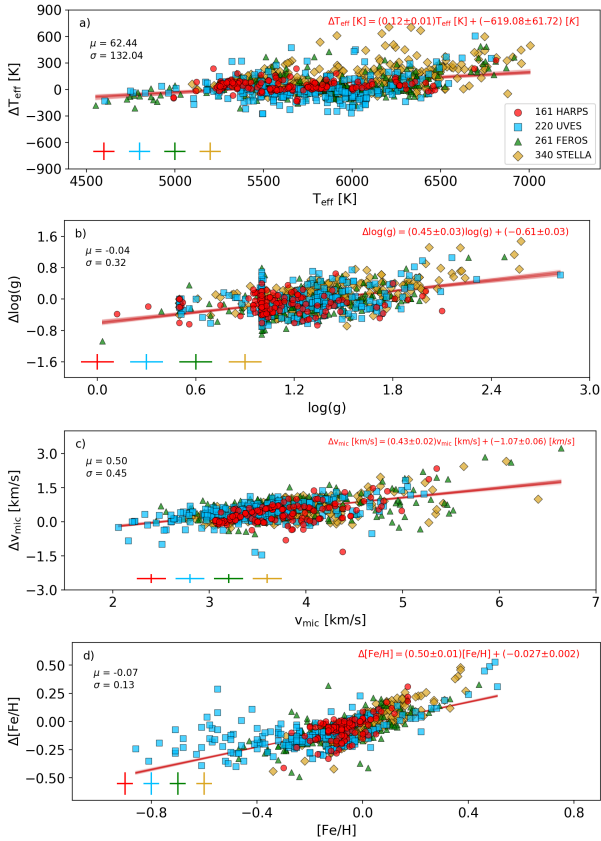 a)
ΔT_eff [K] = (0.12±0.01)T_eff [K] + (−619.08±61.72) [K]
μ = 62.44
σ = 132.04
900
600
300
0
−300
−600
−900
ΔT_eff [K]
161 HARPS
220 UVES
261 FEROS
340 STELLA
4500 5000 5500 6000 6500 7000
T_eff [K]
b)
Δlog(g) = (0.45±0.03)log(g) + (−0.61±0.03)
μ = -0.04
σ = 0.32
1.6
0.8
0.0
−0.8
−1.6
Δlog(g)
0.0 0.6 1.2 1.8 2.4 3.0
log(g)
c)
Δv_mic [km/s] = (0.43±0.02)v_mic [km/s] + (−1.07±0.06) [km/s]
μ = 0.50
σ = 0.45
3.0
1.5
0.0
−1.5
−3.0
Δv_mic [km/s]
2 3 4 5 6 7
v_mic [km/s]
d)
Δ[Fe/H] = (0.50±0.01)[Fe/H] + (−0.027±0.002)
μ = -0.07
σ = 0.13
0.50
0.25
0.00
−0.25
−0.50
Δ[Fe/H]
−0.8 −0.4 0.0 0.4 0.8
[Fe/H]